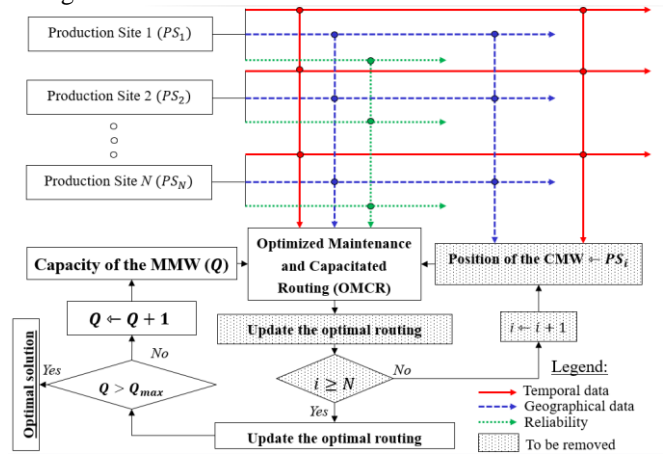 Production Site 1 (PS₁)
Production Site 2 (PS₂)
Production Site N (PS_N)
Optimized Maintenance
and Capacitated
Routing (OMCR)
Capacity of the MMW (Q)
Position of the CMW ← PSᵢ
Q ← Q + 1
Update the optimal routing
i ← i + 1
No
No
Optimal solution
Yes
Q > Q_max
i ≥ N
Yes
Update the optimal routing
Legend:
Temporal data
Geographical data
Reliability
To be removed